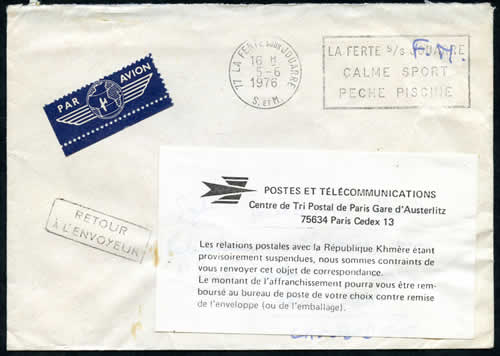 77 LA FERTE SOUS JOUARRE
16 H
5-6
1976
S. ET M.
LA FERTE S/S JOUARRE
CALME SPORT
PECHE PISCINE
F.M.
PAR AVION
RETOUR
À L'ENVOYEUR
POSTES ET TÉLÉCOMMUNICATIONS
Centre de Tri Postal de Paris Gare d'Austerlitz
75634 Paris Cedex 13
Les relations postales avec la République Khmère étant
provisoirement suspendues, nous sommes contraints de
vous renvoyer cet objet de correspondance.
Le montant de l'affranchissement pourra vous être rem-
boursé au bureau de poste de votre choix contre remise
de l'enveloppe (ou de l'emballage).